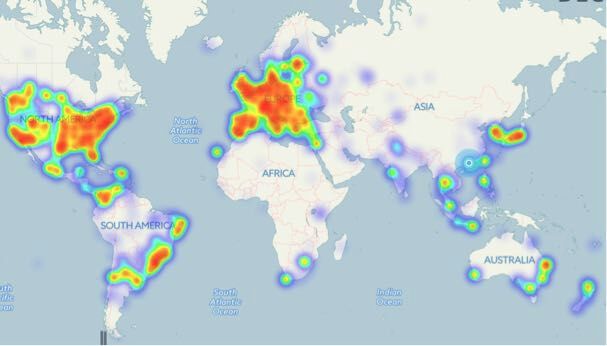 NORTH AMERICA
EUROPE
ASIA
North
Atlantic
Ocean
AFRICA
SOUTH AMERICA
AUSTRALIA
South
Atlantic
Ocean
Indian
Ocean